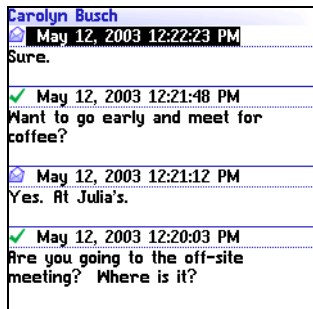 Carolyn Busch
May 12, 2003 12:22:23 PM
Sure.
May 12, 2003 12:21:48 PM
Want to go early and meet for
coffee?
May 12, 2003 12:21:12 PM
Yes. At Julia's.
May 12, 2003 12:20:03 PM
Are you going to the off-site
meeting? Where is it?